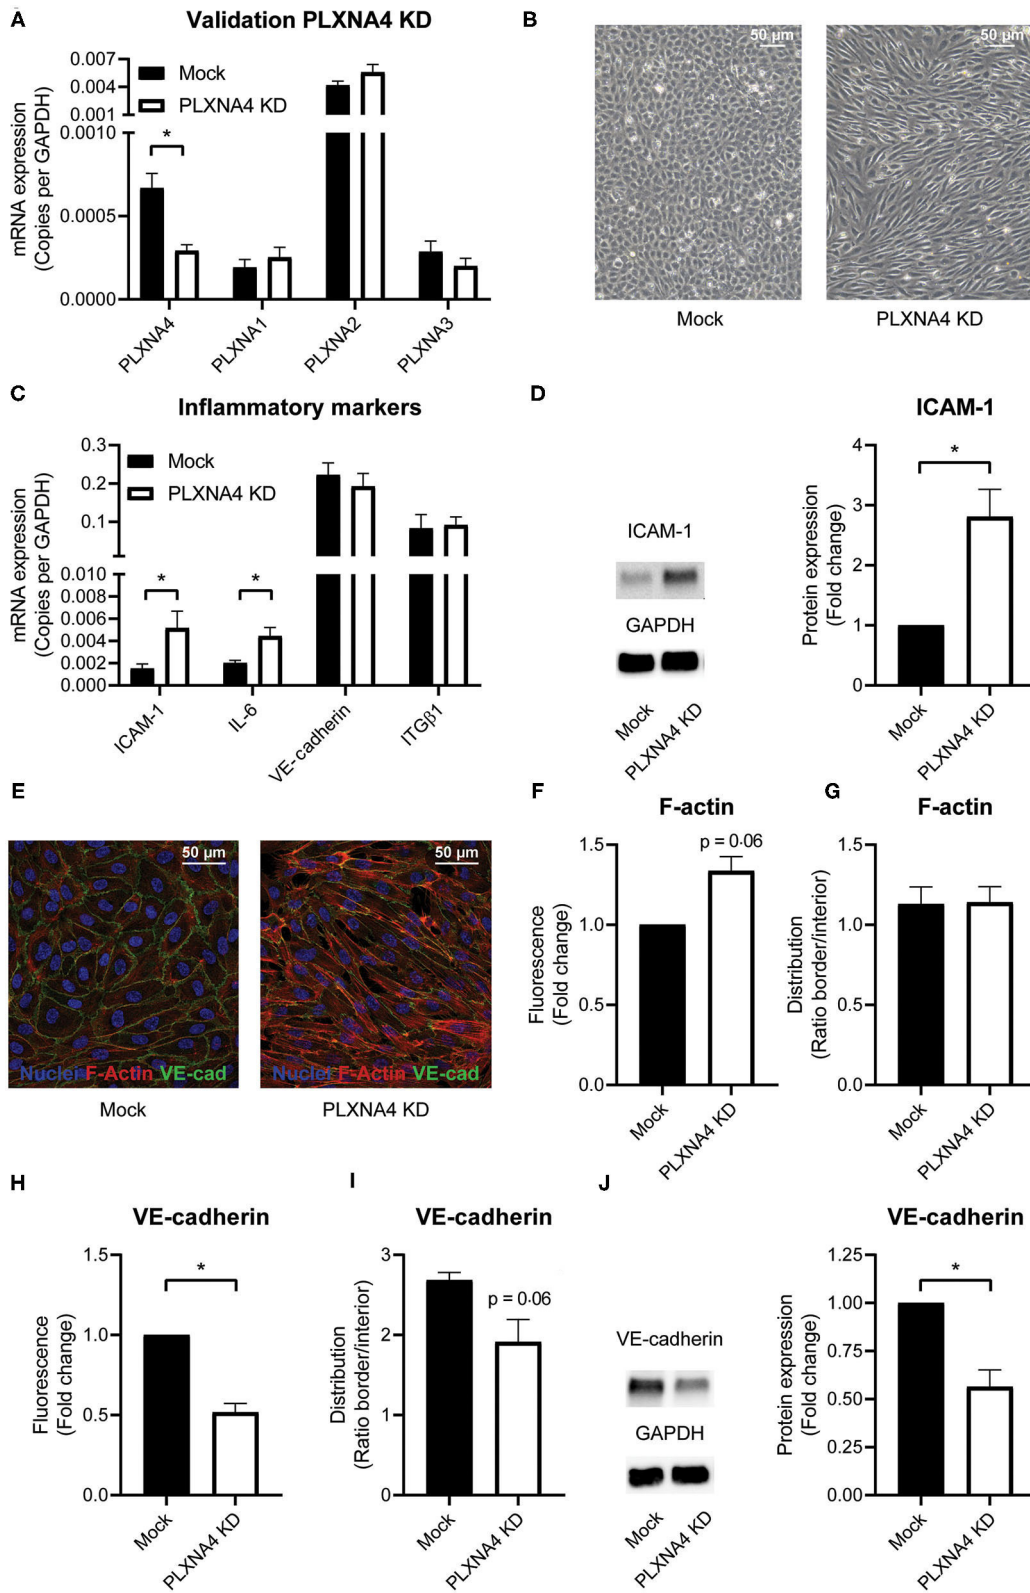 A
Validation PLXNA4 KD
mRNA expression
(Copies per GAPDH)
0.007
0.004
0.001
0.0010
0.0005
0.0000
Mock
PLXNA4 KD
*
PLXNA4
PLXNA1
PLXNA2
PLXNA3
B
50 µm
50 µm
Mock
PLXNA4 KD
C
Inflammatory markers
mRNA expression
(Copies per GAPDH)
0.3
0.2
0.1
0.010
0.008
0.006
0.004
0.002
0.000
Mock
PLXNA4 KD
*
*
ICAM-1
IL-6
VE-cadherin
ITGβ1
D
ICAM-1
GAPDH
Mock
PLXNA4 KD
ICAM-1
Protein expression
(Fold change)
4
3
2
1
0
*
Mock
PLXNA4 KD
E
50 µm
Nuclei F-Actin VE-cad
Mock
50 µm
Nuclei F-Actin VE-cad
PLXNA4 KD
F
F-actin
Fluorescence
(Fold change)
1.5
1.0
0.5
0.0
p = 0.06
Mock
PLXNA4 KD
G
F-actin
Distribution
(Ratio border/interior)
1.5
1.0
0.5
0.0
Mock
PLXNA4 KD
H
VE-cadherin
Fluorescence
(Fold change)
1.5
1.0
0.5
0.0
*
Mock
PLXNA4 KD
I
VE-cadherin
Distribution
(Ratio border/interior)
3
2
1
0
p = 0.06
Mock
PLXNA4 KD
J
VE-cadherin
GAPDH
Mock
PLXNA4 KD
VE-cadherin
Protein expression
(Fold change)
1.25
1.00
0.75
0.50
0.25
0.00
*
Mock
PLXNA4 KD